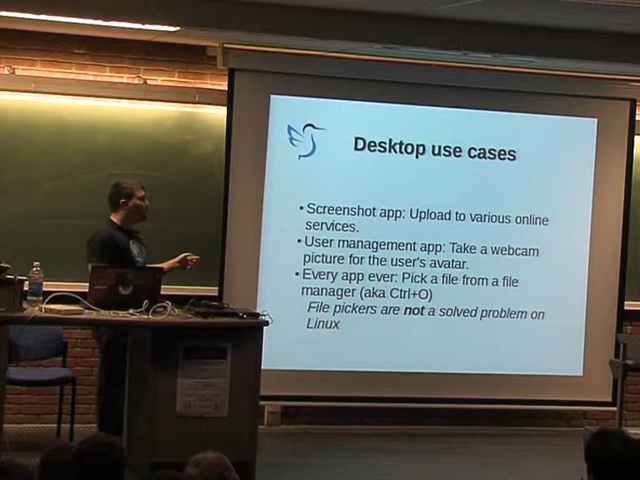 Desktop use cases
• Screenshot app: Upload to various online
services.
• User management app: Take a webcam
picture for the user's avatar.
• Every app ever: Pick a file from a file
manager (aka Ctrl+O)
File pickers are not a solved problem on
Linux